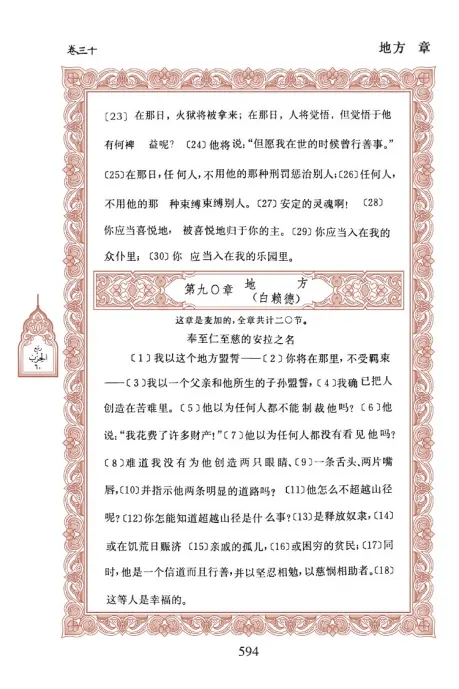 卷三十
地方 章
〔23〕在那日，火狱将被拿来；在那日，人将觉悟，但觉悟于他
有何裨 益呢？〔24〕他将说：“但愿我在世的时候曾行善事。”
〔25〕在那日，任何人，不用他的那种刑罚惩治别人；〔26〕任何人，
不用他的那 种束缚束缚别人。〔27〕安定的灵魂啊！〔28〕
你应当喜悦地， 被喜悦地归于你的主。〔29〕你应当入在我的
众仆里；〔30〕你 应当入在我的乐园里。
第九〇章 地 方
（白赖德）
这章是麦加的，全章共计二〇节。
奉至仁至慈的安拉之名
〔1〕我以这个地方盟誓——〔2〕你将在那里，不受羁束
——〔3〕我以一个父亲和他所生的子孙盟誓，〔4〕我确已把人
创造在苦难里。〔5〕他以为任何人都不能制裁他吗？〔6〕他
说：“我花费了许多财产！”〔7〕他以为任何人都没有看见他吗？
〔8〕难道我没有为他创造两只眼睛、〔9〕一条舌头、两片嘴
唇，〔10〕并指示他两条明显的道路吗？〔11〕他怎么不超越山径
呢？〔12〕你怎能知道超越山径是什么事？〔13〕是释放奴隶，〔14〕
或在饥荒日赈济〔15〕亲戚的孤儿，〔16〕或困穷的贫民；〔17〕同
时，他是一个信道而且行善，并以坚忍相勉，以慈悯相助者。〔18〕
这等人是幸福的。
ربع
الحزب
٦٠
594